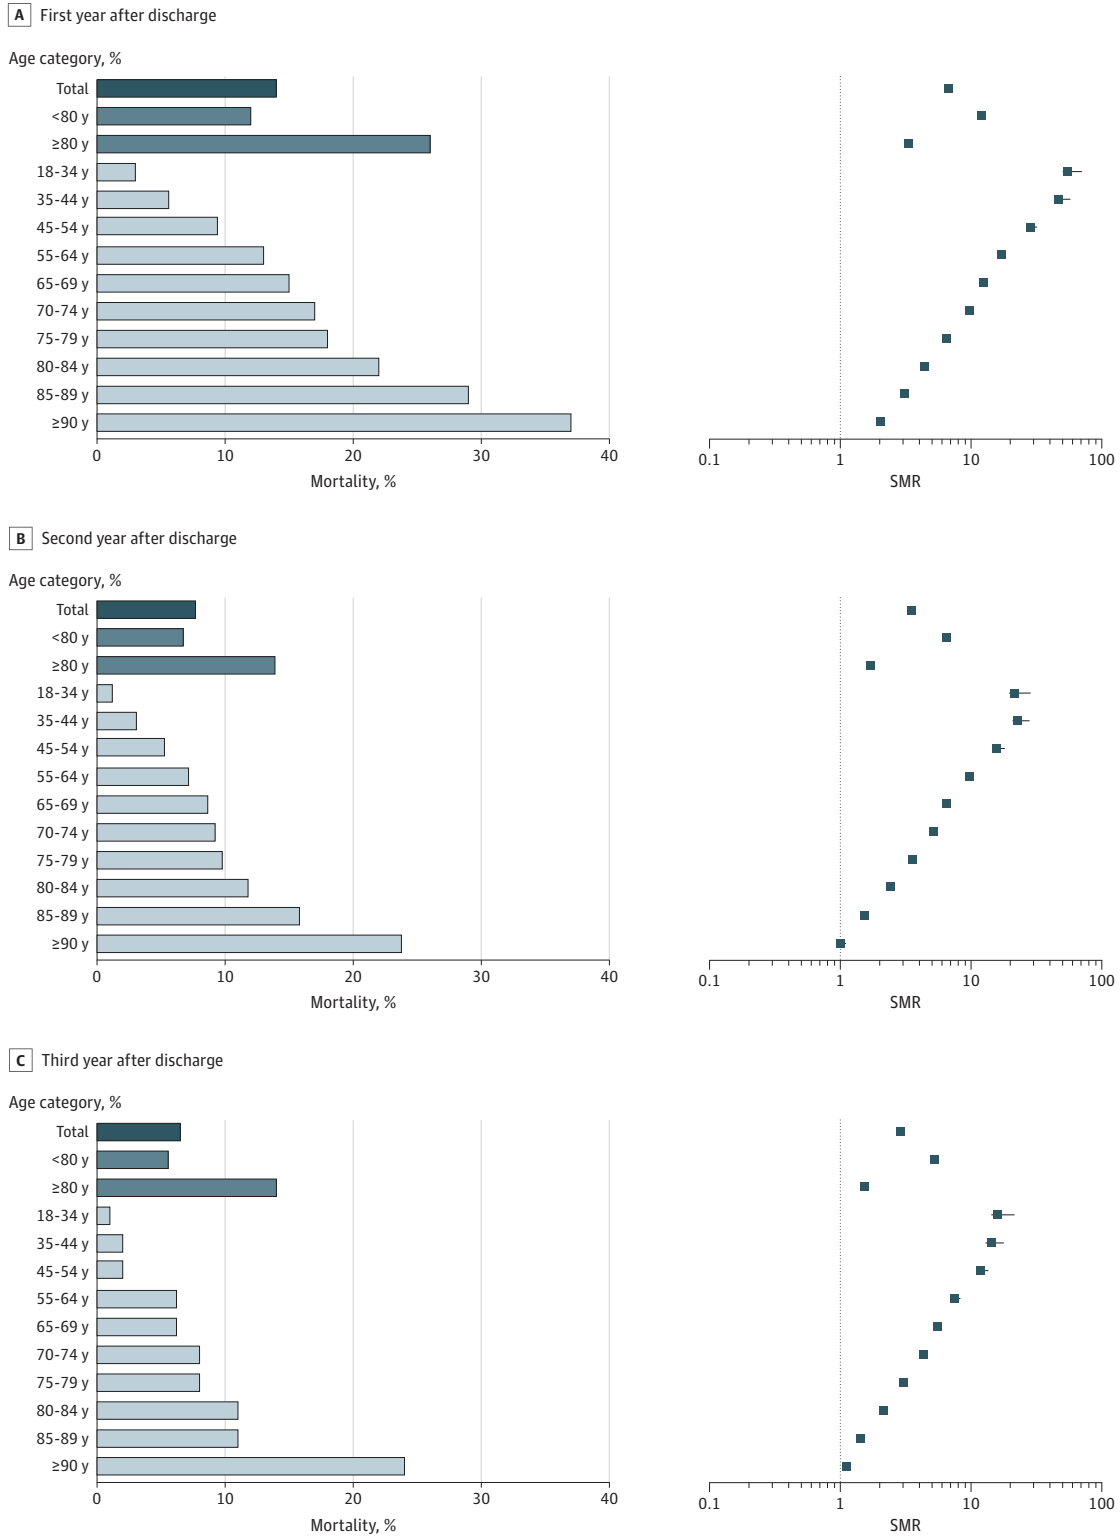 A First year after discharge
Age category, %
Total
<80 y
≥80 y
18-34 y
35-44 y
45-54 y
55-64 y
65-69 y
70-74 y
75-79 y
80-84 y
85-89 y
≥90 y
0 10 20 30 40
Mortality, %
0.1 1 10 100
SMR
B Second year after discharge
Age category, %
Total
<80 y
≥80 y
18-34 y
35-44 y
45-54 y
55-64 y
65-69 y
70-74 y
75-79 y
80-84 y
85-89 y
≥90 y
0 10 20 30 40
Mortality, %
0.1 1 10 100
SMR
C Third year after discharge
Age category, %
Total
<80 y
≥80 y
18-34 y
35-44 y
45-54 y
55-64 y
65-69 y
70-74 y
75-79 y
80-84 y
85-89 y
≥90 y
0 10 20 30 40
Mortality, %
0.1 1 10 100
SMR